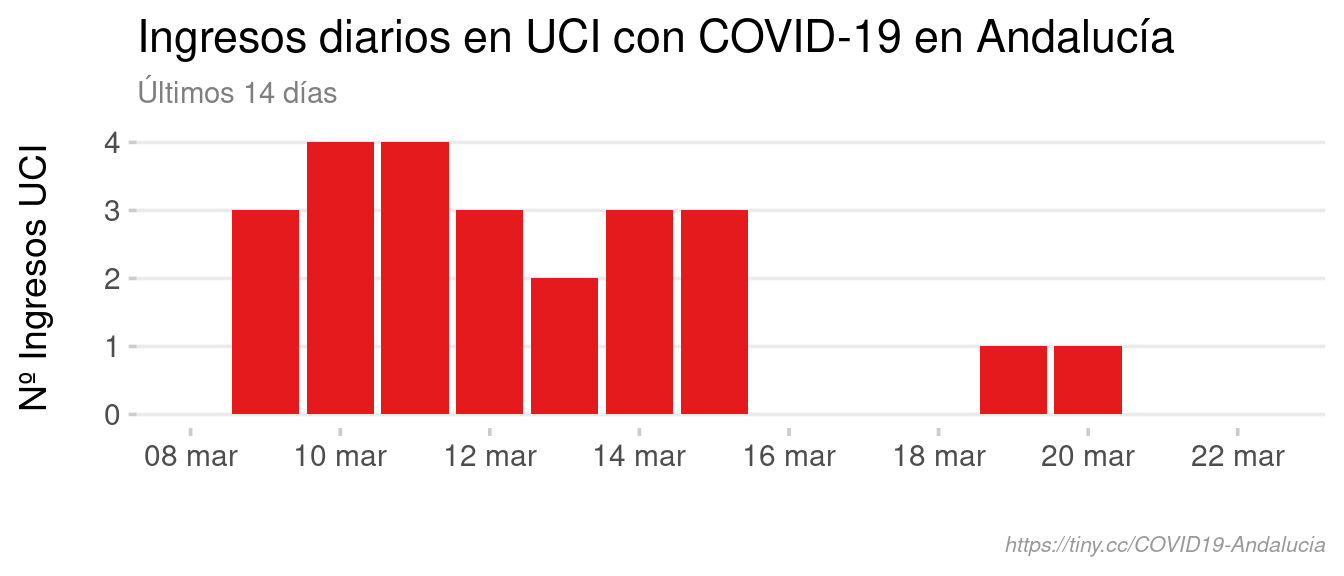 Ingresos diarios en UCI con COVID-19 en Andalucía
Últimos 14 días
Nº Ingresos UCI
4
3
2
1
0
08 mar 10 mar 12 mar 14 mar 16 mar 18 mar 20 mar 22 mar
https://tiny.cc/COVID19-Andalucia